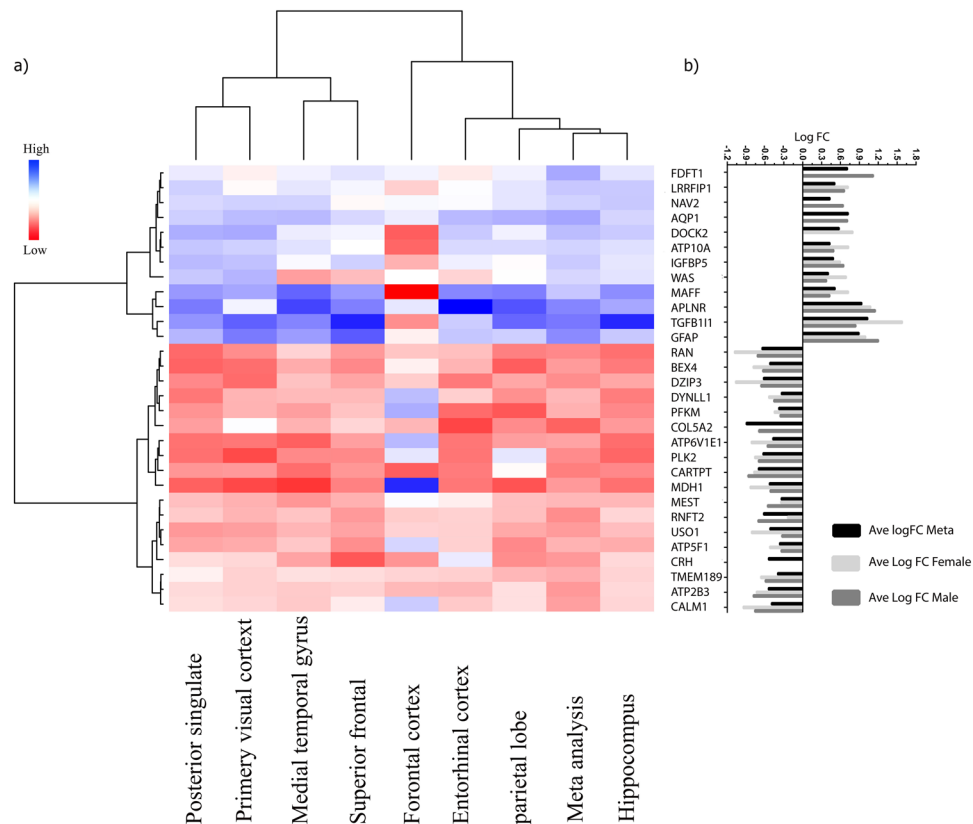 a)
High
Low
b)
Log FC
-1.2 -0.9 -0.6 -0.3 0.0 0.3 0.6 0.9 1.2 1.5 1.8
FDFT1
LRRFIP1
NAV2
AQP1
DOCK2
ATP10A
IGFBP5
WAS
MAFF
APLNR
TGFB1I1
GFAP
RAN
BEX4
DZIP3
DYNLL1
PFKM
COL5A2
ATP6V1E1
PLK2
CARTPT
MDH1
MEST
RNFT2
USO1
ATP5F1
CRH
TMEM189
ATP2B3
CALM1
Ave logFC Meta
Ave Log FC Female
Ave Log FC Male
Posterior singulate
Primery visual cortext
Medial temporal gyrus
Superior frontal
Forontal cortex
Entorhinal cortex
parietal lobe
Meta analysis
Hippocompus